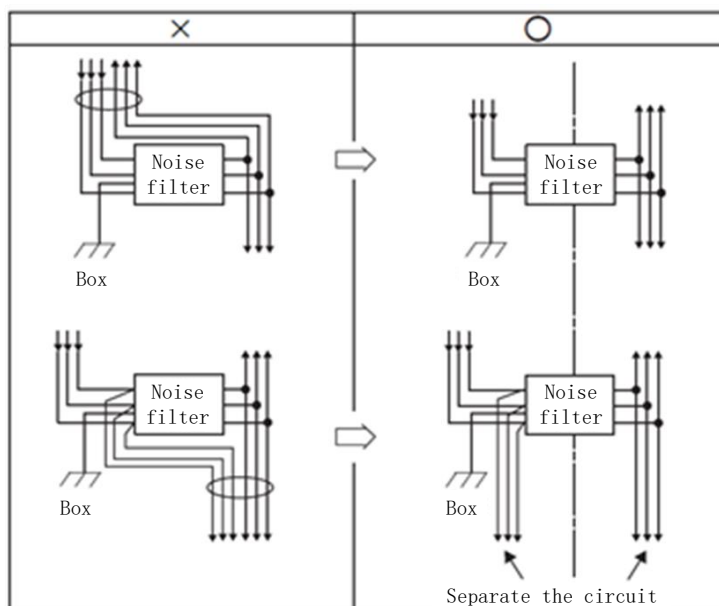 × ○
Noise
filter
Box
Noise
filter
Box
Noise
filter
Box
Noise
filter
Box
Separate the circuit